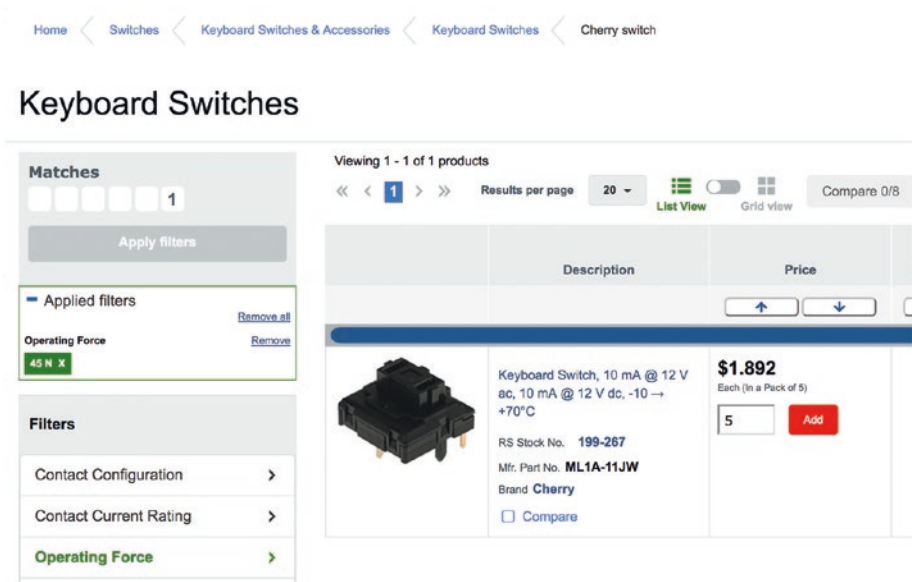 Home Switches Keyboard Switches & Accessories Keyboard Switches Cherry switch
Keyboard Switches
Matches
1
Apply filters
Applied filters
Remove all
Operating Force Remove
45 N X
Filters
Contact Configuration
Contact Current Rating
Operating Force
Viewing 1 - 1 of 1 products
« < 1 > » Results per page 20 List View Grid view Compare 0/8
Description Price
Keyboard Switch, 10 mA @ 12 V
ac, 10 mA @ 12 V dc, -10 →
+70°C
RS Stock No. 199-267
Mfr. Part No. ML1A-11JW
Brand Cherry
Compare
$1.892
Each (In a Pack of 5)
5 Add